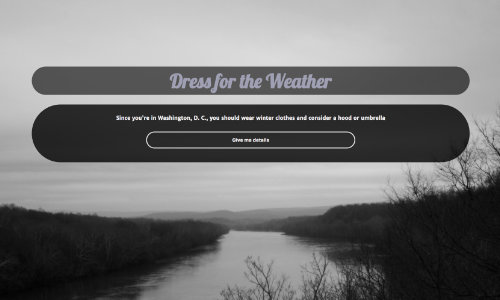 Dress for the Weather
Since you're in Washington, D. C., you should wear winter clothes and consider a hood or umbrella
Give me details